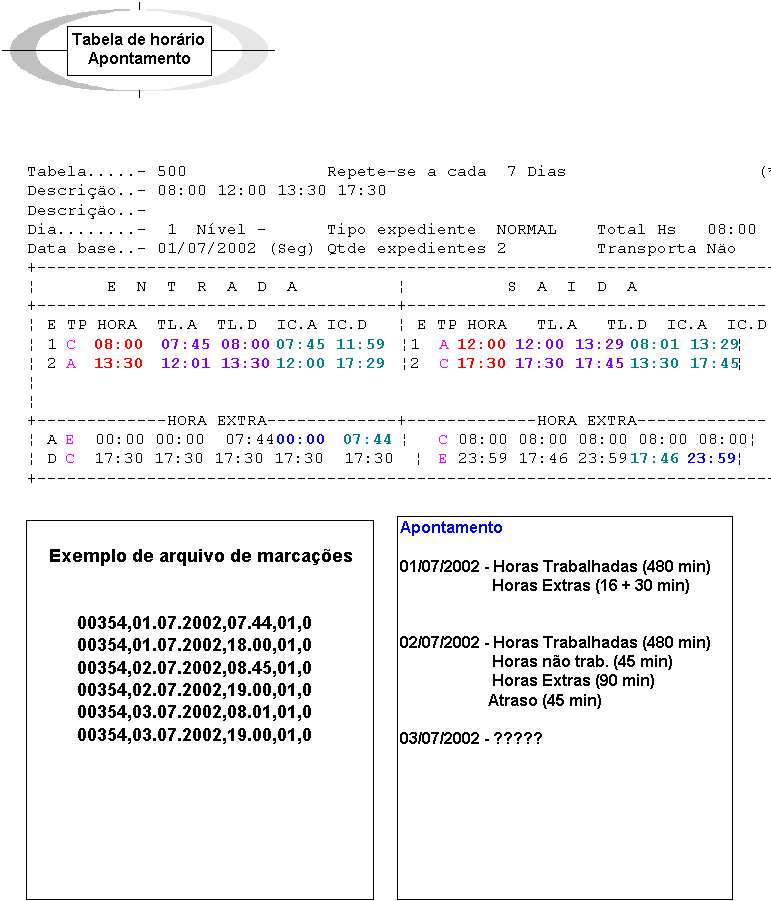 Tabela de horário
Apontamento
Tabela.....- 500 Repete-se a cada 7 Dias (*
Descrição..- 08:00 12:00 13:30 17:30
Descrição..-
Dia........- 1 Nível - Tipo expediente NORMAL Total Hs 08:00
Data base..- 01/07/2002 (Seg) Qtde expedientes 2 Transporta Não
+-------------------------------------+-------------------------------------
¦ E N T R A D A ¦ S A I D A
+-------------------------------------+-------------------------------------
¦ E TP HORA TL.A TL.D IC.A IC.D ¦ E TP HORA TL.A TL.D IC.A IC.D
¦ 1 C 08:00 07:45 08:00 07:45 11:59 ¦1 A 12:00 12:00 13:29 08:01 13:29¦
¦ 2 A 13:30 12:01 13:30 12:00 17:29 ¦2 C 17:30 17:30 17:45 13:30 17:45¦
¦
¦
+-------------HORA EXTRA-------------+-------------HORA EXTRA-------------
¦ A E 00:00 00:00 07:44 00:00 07:44 ¦ C 08:00 08:00 08:00 08:00 08:00¦
¦ D C 17:30 17:30 17:30 17:30 17:30 ¦ E 23:59 17:46 23:59 17:46 23:59¦
+--------------------------------------------------------------------------
Exemplo de arquivo de marcações
00354,01.07.2002,07.44,01,0
00354,01.07.2002,18.00,01,0
00354,02.07.2002,08.45,01,0
00354,02.07.2002,19.00,01,0
00354,03.07.2002,08.01,01,0
00354,03.07.2002,19.00,01,0
Apontamento
01/07/2002 - Horas Trabalhadas (480 min)
Horas Extras (16 + 30 min)
02/07/2002 - Horas Trabalhadas (480 min)
Horas não trab. (45 min)
Horas Extras (90 min)
Atraso (45 min)
03/07/2002 - ?????